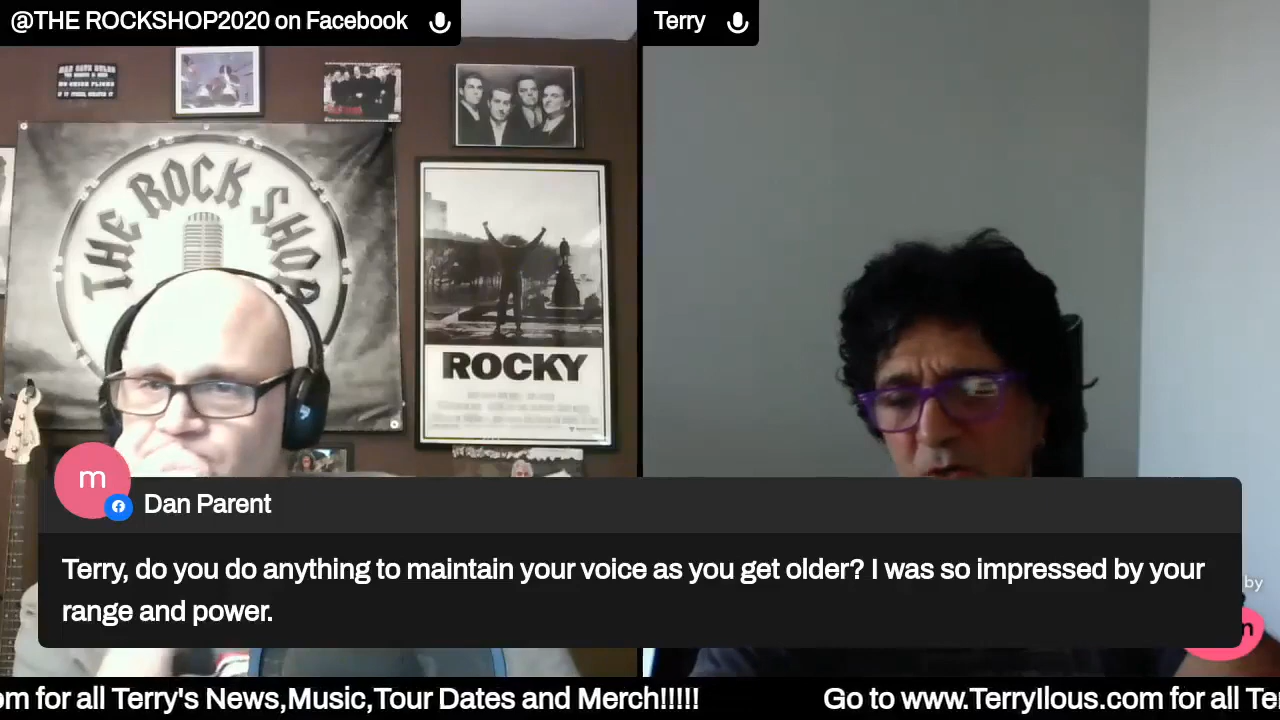 @THE ROCKSHOP2020 on Facebook
Terry
THE ROCK SHOP
ROCKY
m
Dan Parent
Terry, do you do anything to maintain your voice as you get older? I was so impressed by your
range and power.
by
m
om for all Terry's News,Music,Tour Dates and Merch!!!!!
Go to www.TerryIlous.com for all Te